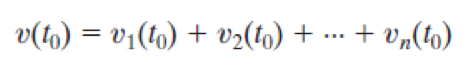 v(t₀) = v₁(t₀) + v₂(t₀) + ··· + vₙ(t₀)